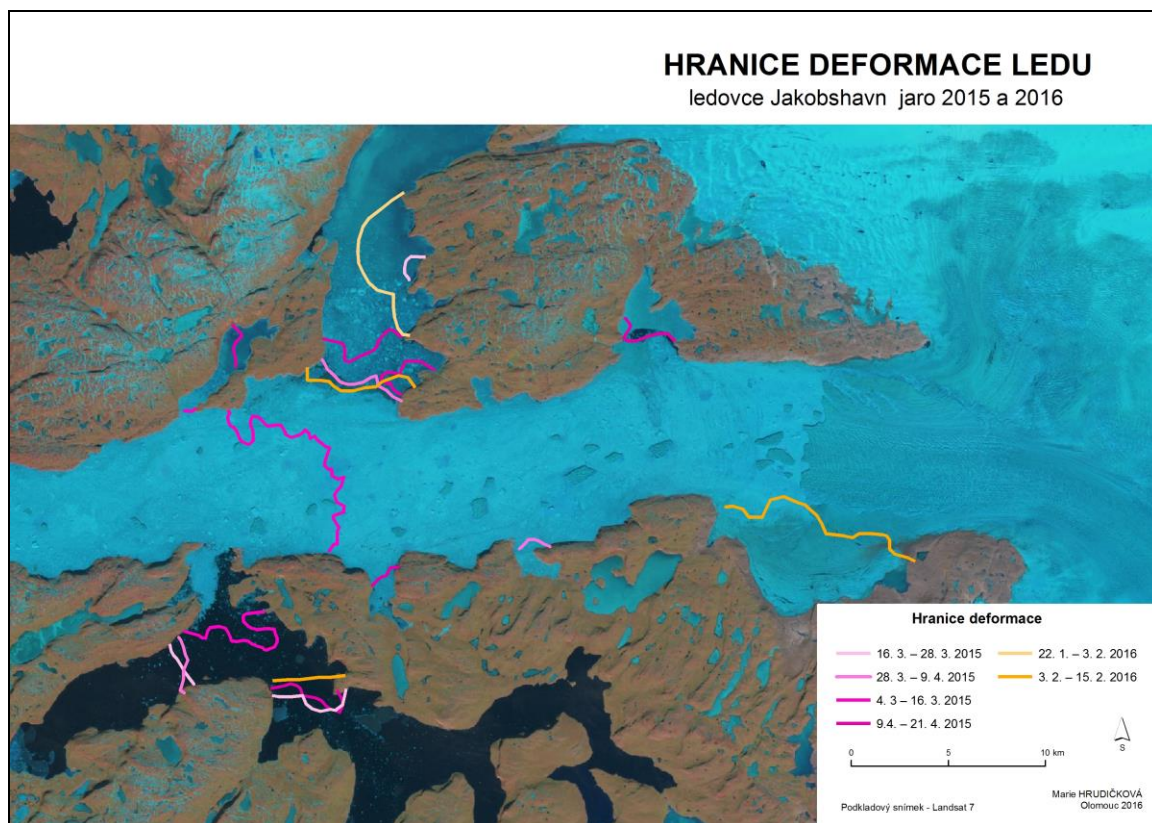 HRANICE DEFORMACE LEDU
ledovce Jakobshavn jaro 2015 a 2016
Hranice deformace
16. 3. – 28. 3. 2015
28. 3. – 9. 4. 2015
4. 3 – 16. 3. 2015
9.4. – 21. 4. 2015
22. 1. – 3. 2. 2016
3. 2. – 15. 2. 2016
S
0 5 10 km
Podkladový snímek - Landsat 7
Marie HRUDIČKOVÁ
Olomouc 2016